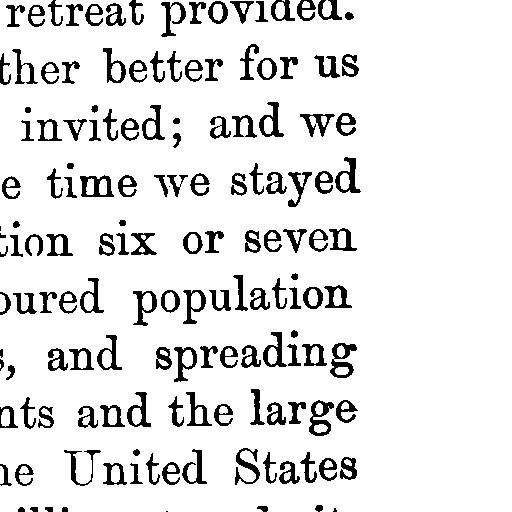 retreat provided.
ther better for us
invited; and we
e time we stayed
tion six or seven
oured population
s, and spreading
nts and the large
he United States